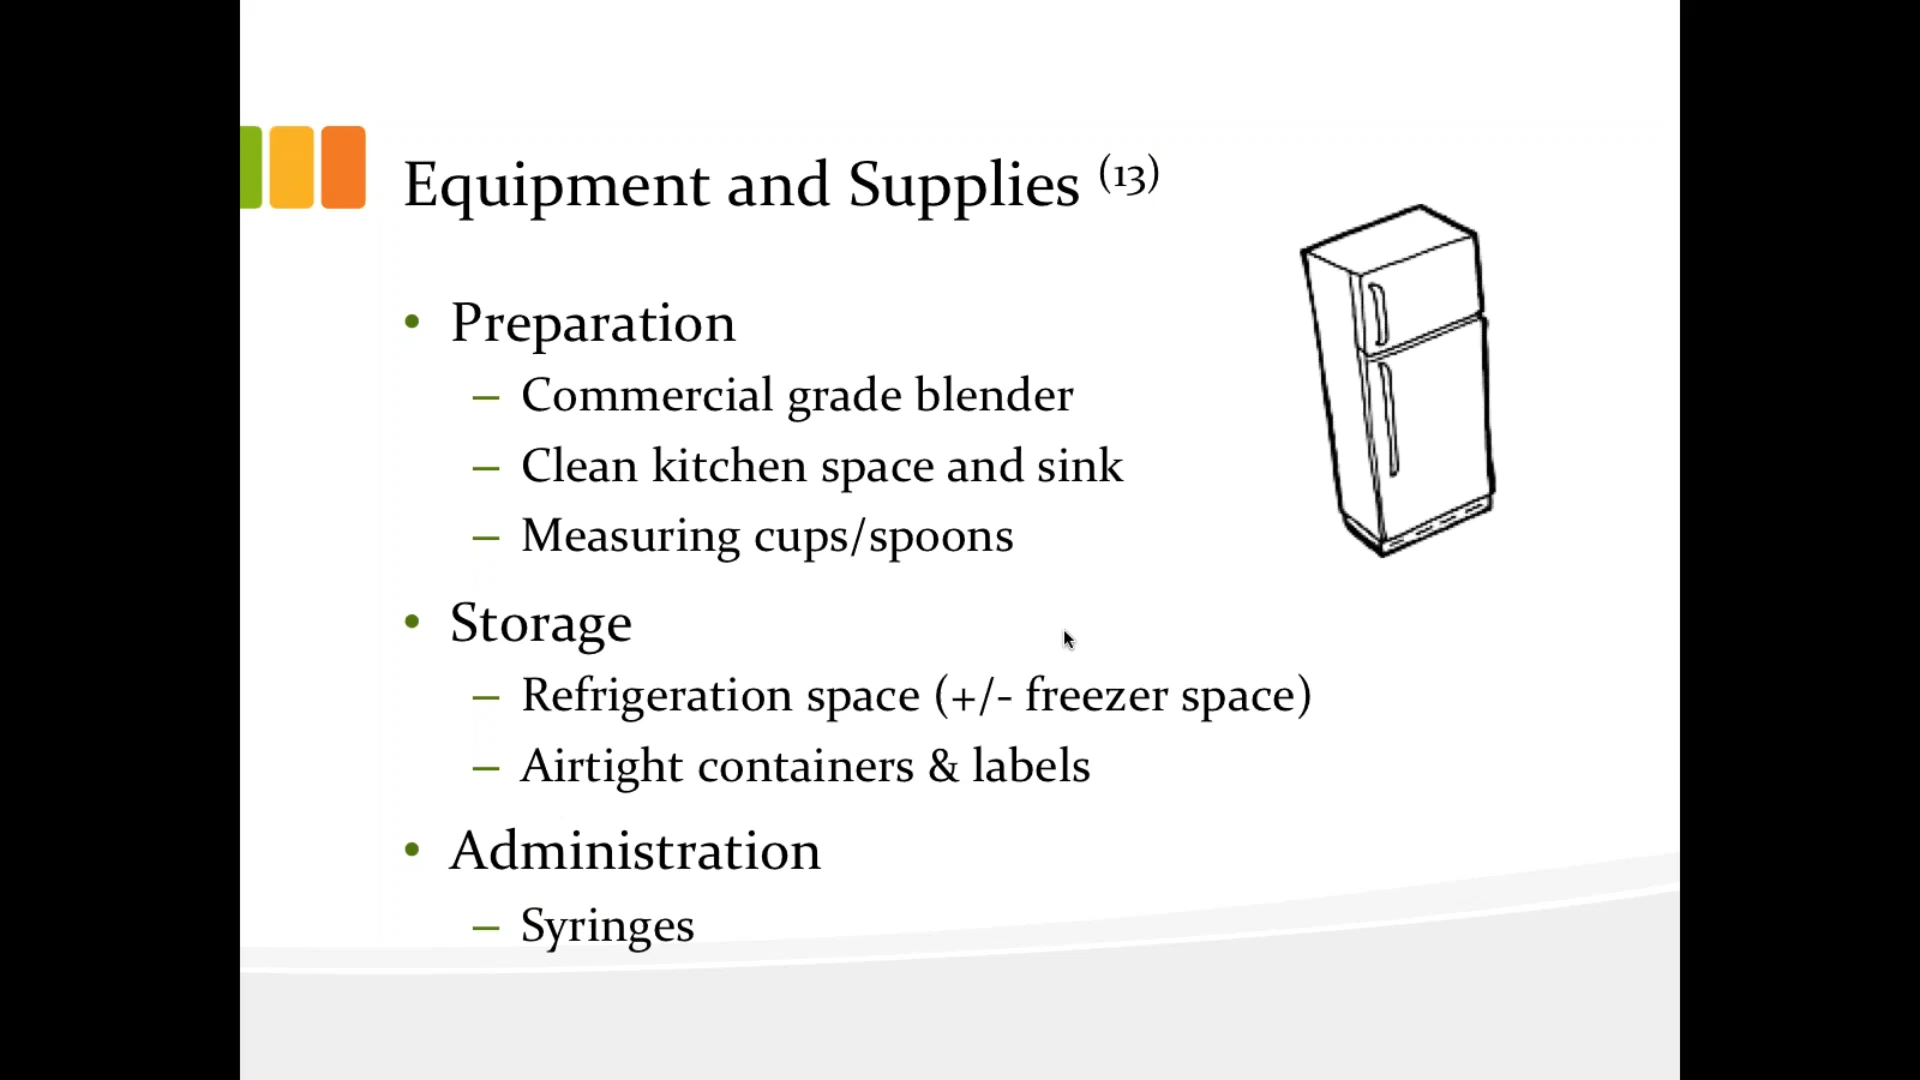 Equipment and Supplies (13)
• Preparation
– Commercial grade blender
– Clean kitchen space and sink
– Measuring cups/spoons
• Storage
– Refrigeration space (+/- freezer space)
– Airtight containers & labels
• Administration
– Syringes